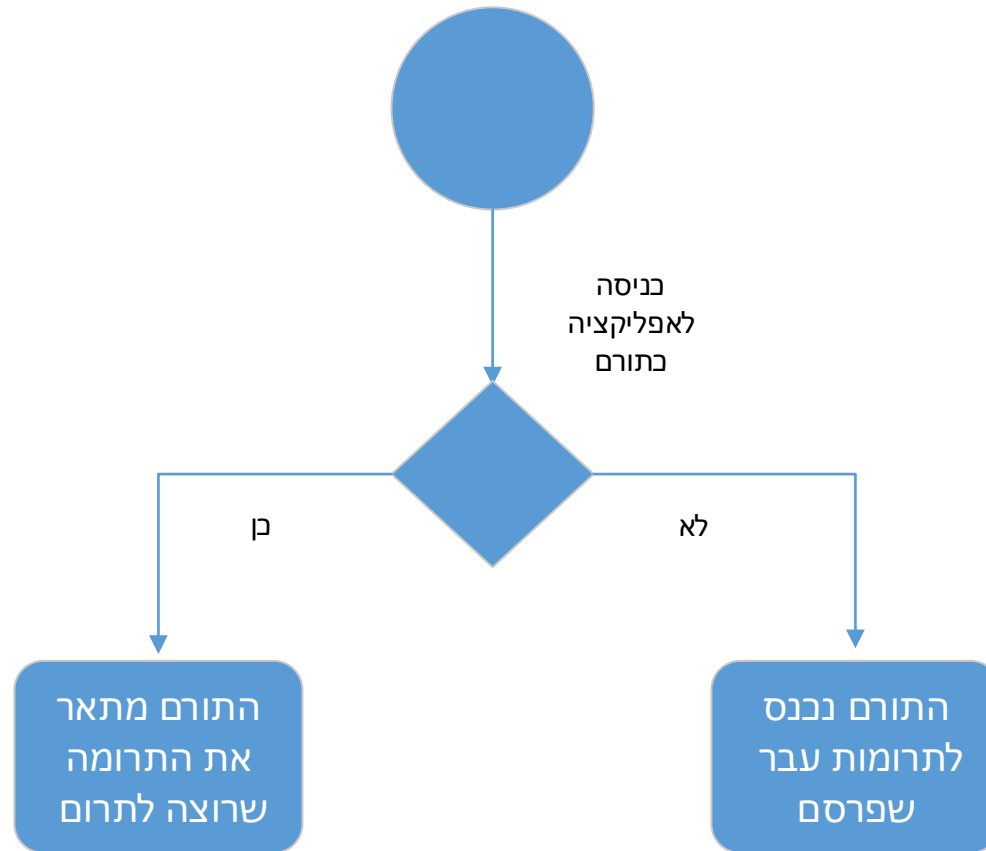 כניסה
לאפליקציה
כתורם
כן
לא
התורם מתאר
את התרומה
שרוצה לתרום
התורם נכנס
לתרומות עבר
שפרסם